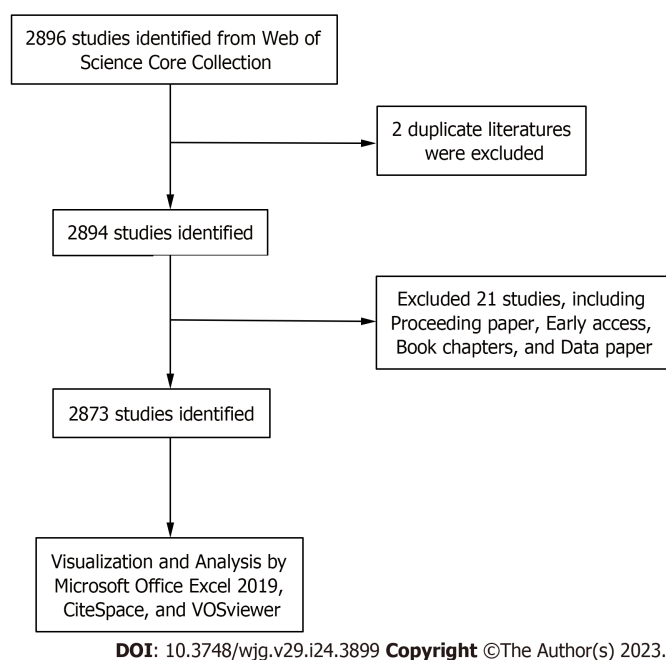 2896 studies identified from Web of
Science Core Collection
2 duplicate literatures
were excluded
2894 studies identified
Excluded 21 studies, including
Proceeding paper, Early access,
Book chapters, and Data paper
2873 studies identified
Visualization and Analysis by
Microsoft Office Excel 2019,
CiteSpace, and VOSviewer
DOI: 10.3748/wjg.v29.i24.3899 Copyright ©The Author(s) 2023.